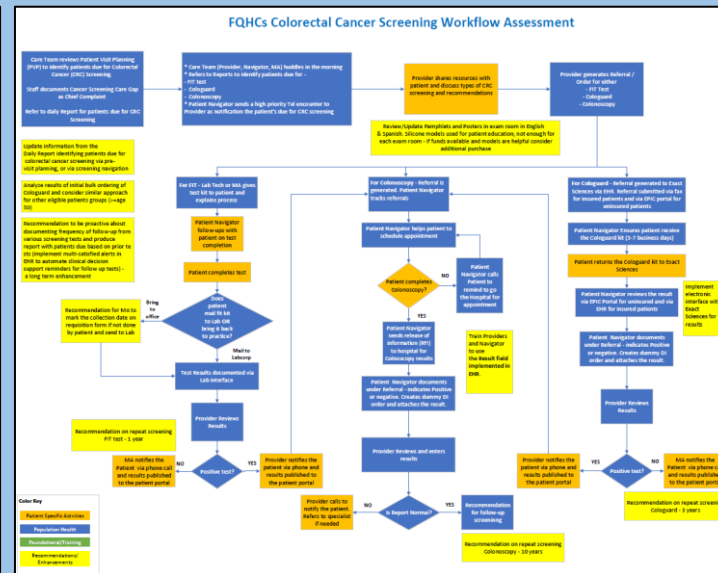 FQHCs Colorectal Cancer Screening Workflow Assessment
Care Team reviews Patient Visit Planning
(PVP) to identify patients due for Colorectal
Cancer (CRC) Screening.
Staff documents Cancer Screening Care Gap
as Chief Complaint
Refer to daily Report for patients due for CRC
Screening
* Care Team (Provider, Navigator, MA) huddles in the morning
* Refers to Reports to identify patients due for -
- FIT test
- Cologuard
- Colonoscopy
* Patient Navigator sends a high priority Tel encounter to
Provider as notification the patient's due for CRC screening
Provider shares resources with
patient and discuss types of CRC
screening and recommendations
Provider generates Referral /
Order for either
- FIT Test
- Cologuard
- Colonoscopy
Review/Update Pamphlets and Posters in exam room in English
& Spanish. Silicone models used for patient education; not enough for
each exam room - if funds available and models are helpful consider
additional purchase
Update information from the
Daily Report identifying patients due for
colorectal cancer screening via pre-
visit planning, or via screening navigation
Analyze results of initial bulk ordering of
Cologuard and consider similar approach for
other eligible patients groups (>=age
50)
Recommendation to be proactive about
documenting frequency of follow-up from
various screening tests and produce
report with patients due based on prior te
sts (implement multi-satisfied alerts in
EHR to automate clinical decision
support reminders for follow up tests) -
a long term enhancement
For FIT - Lab Tech or MA gives
test kit to patient and
explains process
Patient Navigator
follow-ups with
patient on test
completion
Patient completes test
Does
patient
mail fit kit
to Lab OR
bring it back
to practice?
Bring
to
office
Mail to
Labcorp
Recommendation for MA to
mark the collection date on
requisition form if not done
by patient and send to Lab
Test Results documented via
Lab interface
Provider Reviews
Results
Recommendation on repeat screening
FIT test - 1 year
Positive test?
NO
YES
MA notifies the
Patient via phone call
and results published
to the patient portal
Provider notifies the
patient via phone and
results published to
the patient portal
For Colonoscopy - Referral is
generated. Patient Navigator
tracks referrals
Patient Navigator helps patient to
schedule appointment
Patient completes
Colonoscopy?
NO
Patient
Navigator calls
Patient to
remind to go
the Hospital for
appointment
YES
Patient Navigator
sends release of
information (RFI)
to hospital for
Colonoscopy results
Train Providers
and Navigator
to use
the Result field
implemented in
EHR.
Patient Navigator documents
under Referral - indicates Positive
or negative. Creates dummy DI
order and attaches the result.
Provider Reviews and enters
results
Is Report Normal?
NO
YES
Provider calls to
notify the patient.
Refers to specialist
if needed
Recommendation
for follow-up
screening
Recommendation on repeat screening
Colonoscopy - 10 years
For Cologuard - Referral generated to Exact
Sciences via EHR. Referral submitted via fax
for insured patients and via EPIC portal for
uninsured patients
Patient Navigator Ensures patient receive
the Cologuard kit (3-7 business days)
Patient returns the Cologuard kit to Exact
Sciences
Patient Navigator reviews the result
via EPIC Portal for uninsured and via
EHR for insured patients
Implement
electronic
interface with
Exact
Sciences for
results
Patient Navigator documents
under Referral - indicates Positive
or negative. Creates dummy DI
order and attaches the result.
Provider Reviews
Results
Positive test?
YES
NO
Provider notifies the
patient via phone and
results published to
the patient portal
MA notifies the
Patient via phone call
and results published
to the patient portal
Recommendation on repeat screening
Cologuard - 3 years
Color Key
Patient Specific Activities
Population Health
Foundational/Training
Recommendations/
Enhancements